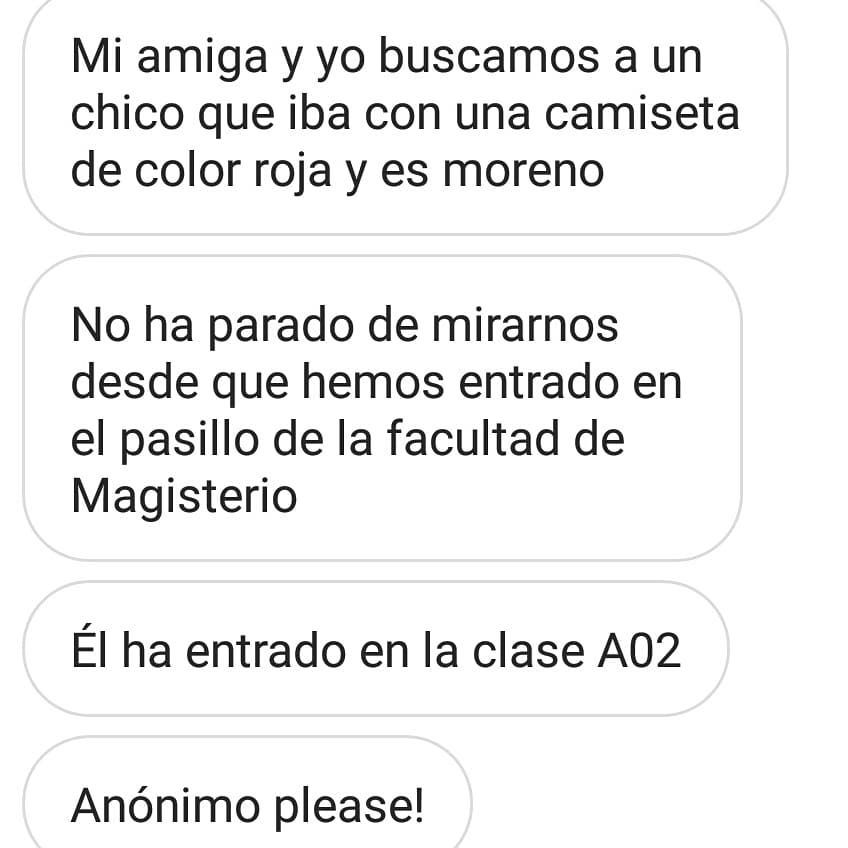 Mi amiga y yo buscamos a un
chico que iba con una camiseta
de color roja y es moreno
No ha parado de mirarnos
desde que hemos entrado en
el pasillo de la facultad de
Magisterio
Él ha entrado en la clase A02
Anónimo please!